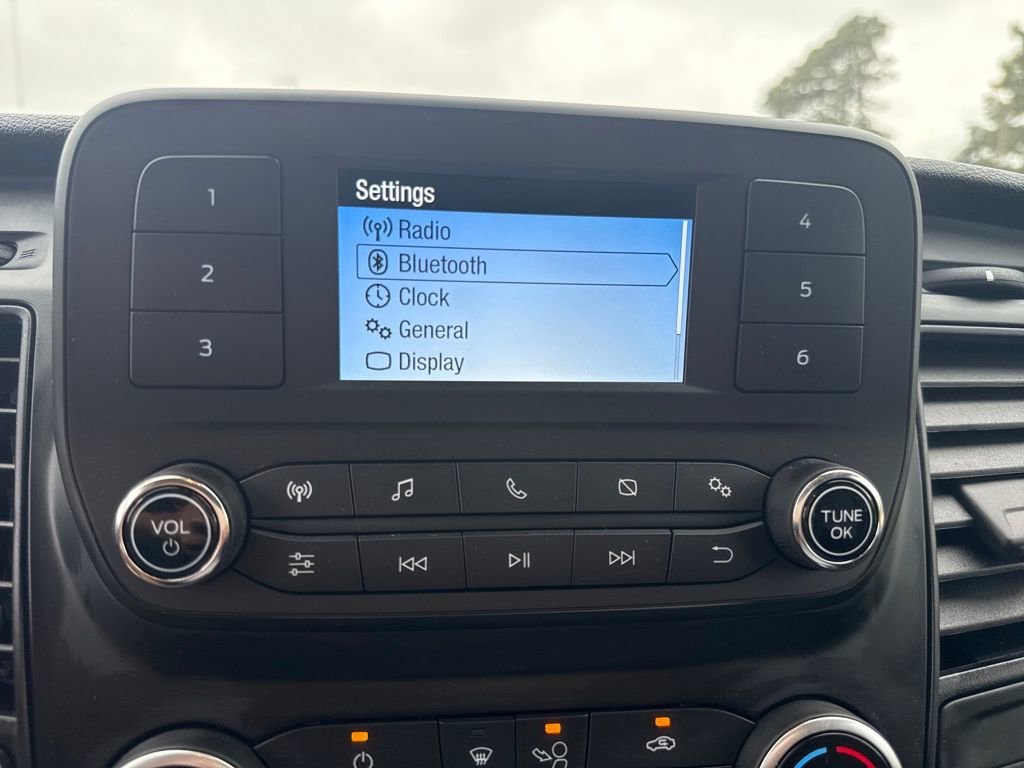 Settings
Radio
Bluetooth
Clock
General
Display
1
2
3
4
5
6
VOL
TUNE
OK